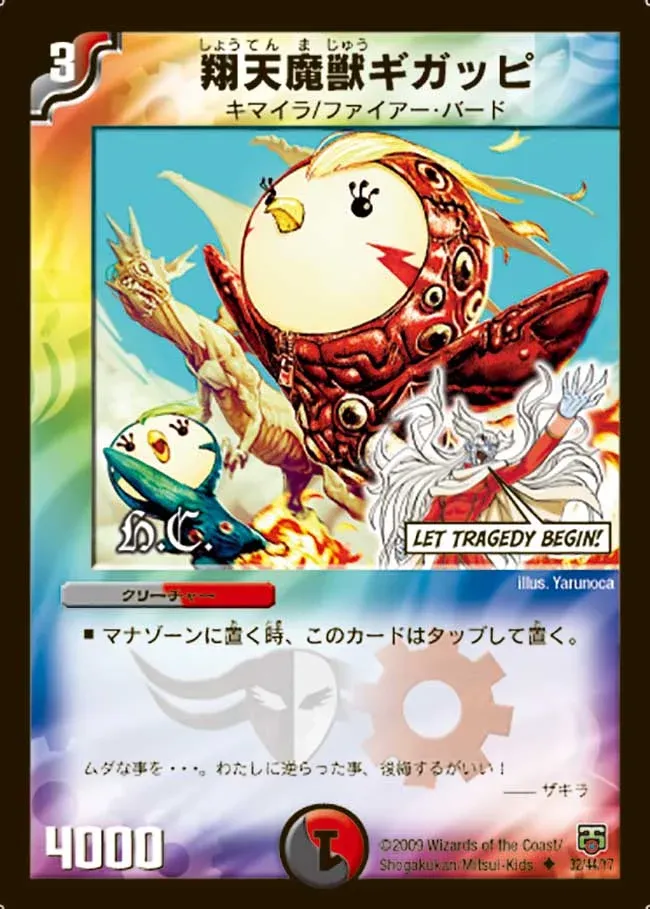 3
しょうてん ま じゅう
翔天魔獣ギガッピ
キマイラ/ファイアー・バード
H.C.
LET TRAGEDY BEGIN!
illus. Yarunoca
クリーチャー
■ マナゾーンに置く時、このカードはタップして置く。
ムダな事を・・・。わたしに逆らった事、後悔するがいい！
—— ザキラ
4000
1
©2009 Wizards of the Coast/
Shogakukan/Mitsui-Kids